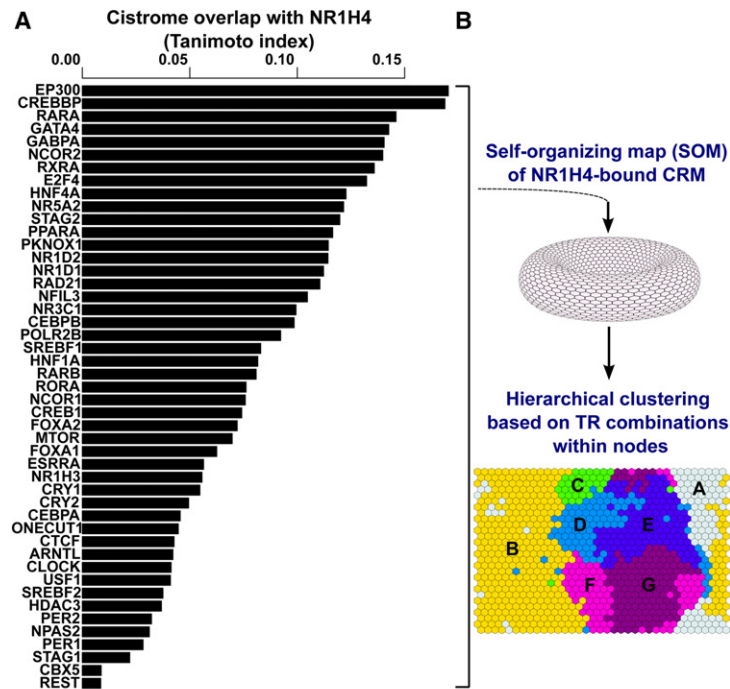 A
Cistrome overlap with NR1H4
(Tanimoto index)
0.00 0.05 0.10 0.15
EP300
CREBBP
RARA
GATA4
GABPA
NCOR2
RXRA
E2F4
HNF4A
NR5A2
STAG2
PPARA
PKNOX1
NR1D2
NR1D1
RAD21
NFIL3
NR3C1
CEBPB
POLR2B
SREBF1
HNF1A
RARB
RORA
NCOR1
CREB1
FOXA2
MTOR
FOXA1
ESRRA
NR1H3
CRY1
CRY2
CEBPA
ONECUT1
CTCF
ARNTL
CLOCK
USF1
SREBF2
HDAC3
PER2
NPAS2
PER1
STAG1
CBX5
REST
B
Self-organizing map (SOM)
of NR1H4-bound CRM
Hierarchical clustering
based on TR combinations
within nodes
C
A
D
E
B
F
G